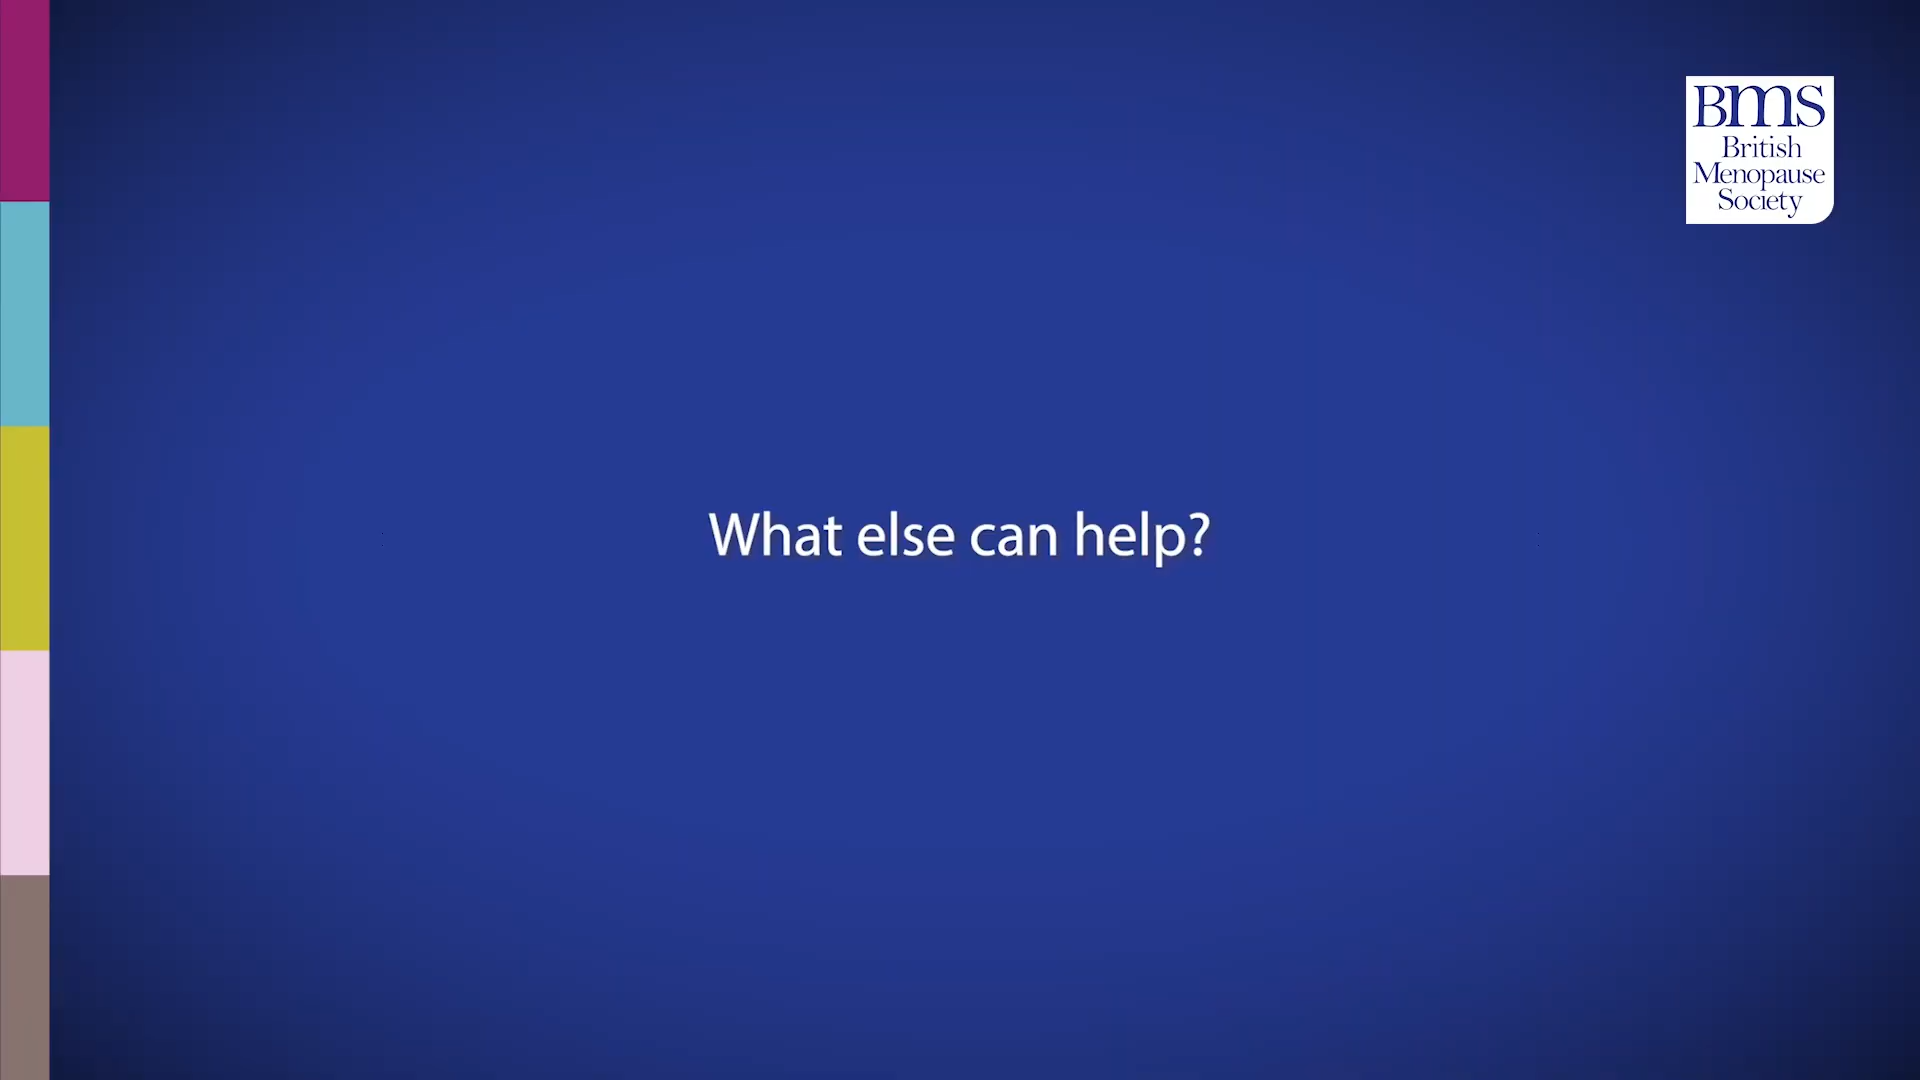 BMS
British
Menopause
Society
What else can help?